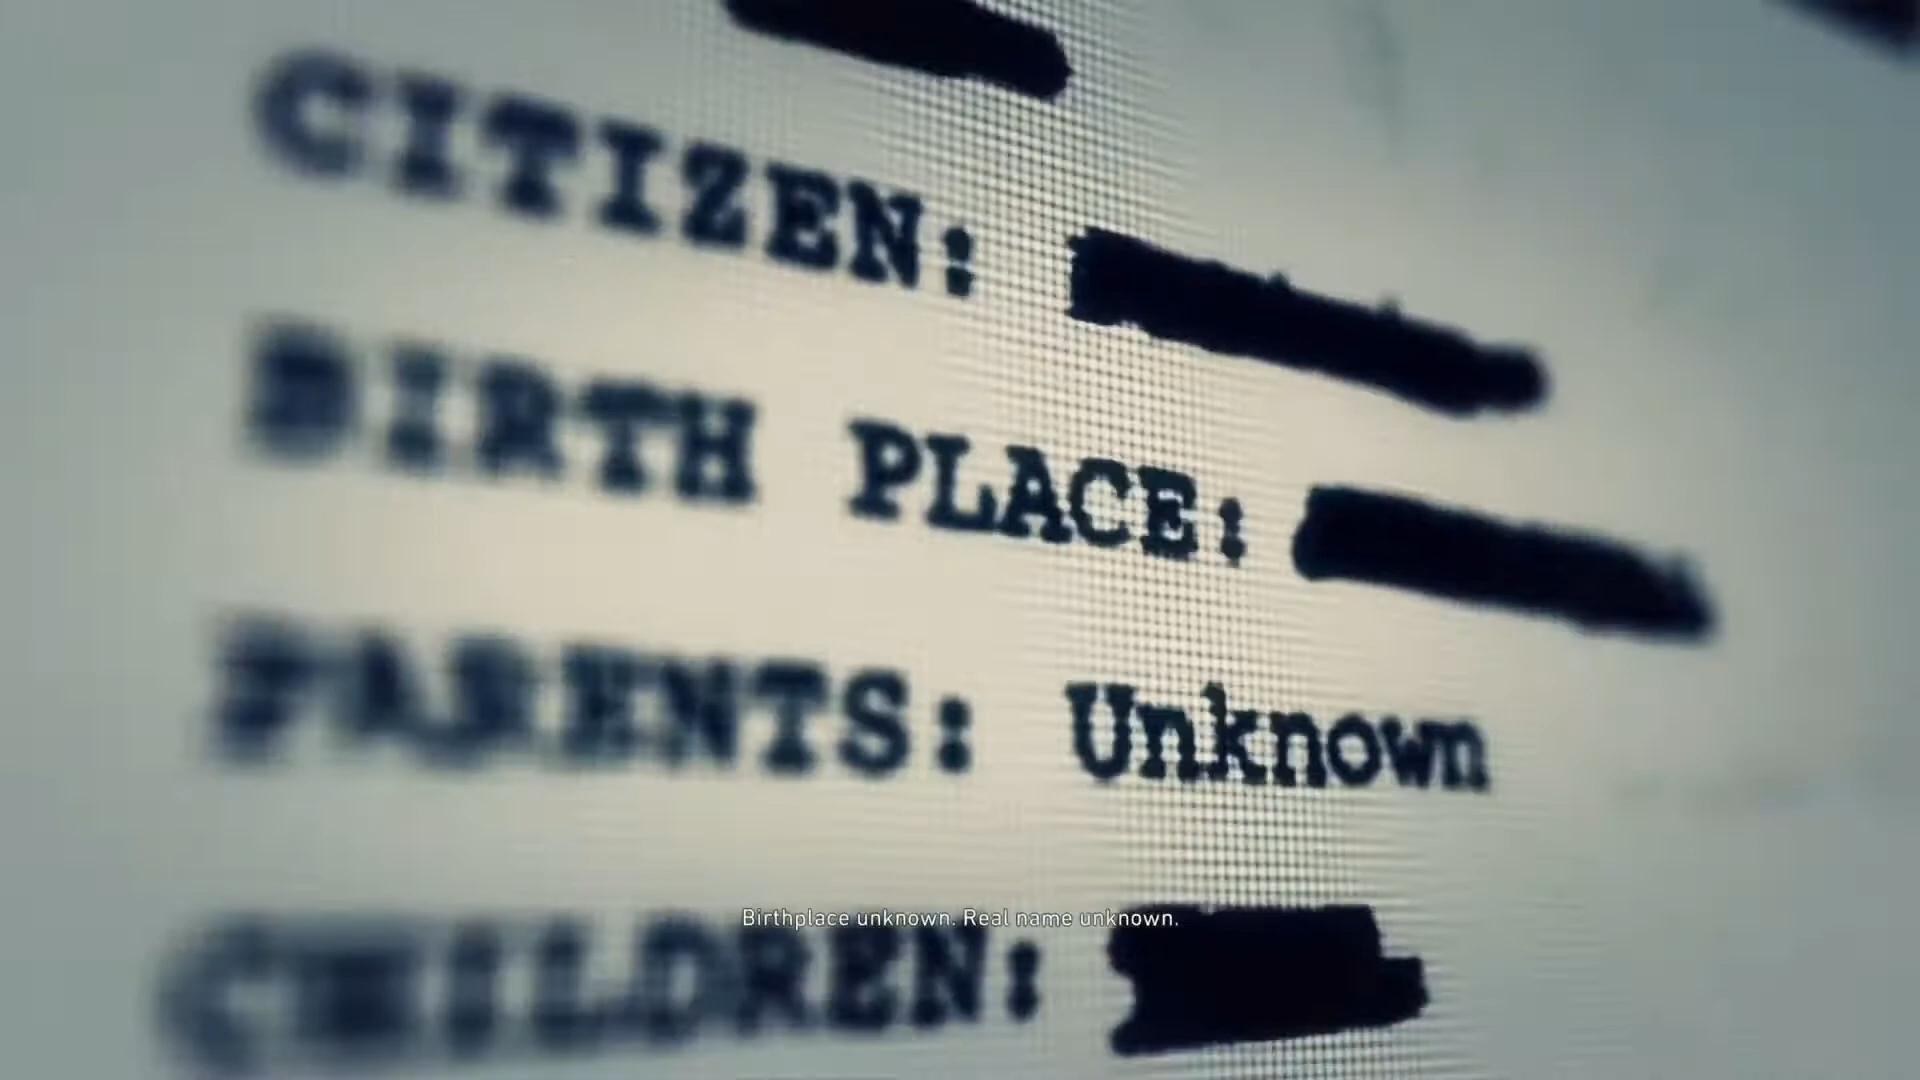 CITIZEN:
BIRTH PLACE:
PARENTS: Unknown
Birthplace unknown. Real name unknown.
CHILDREN: